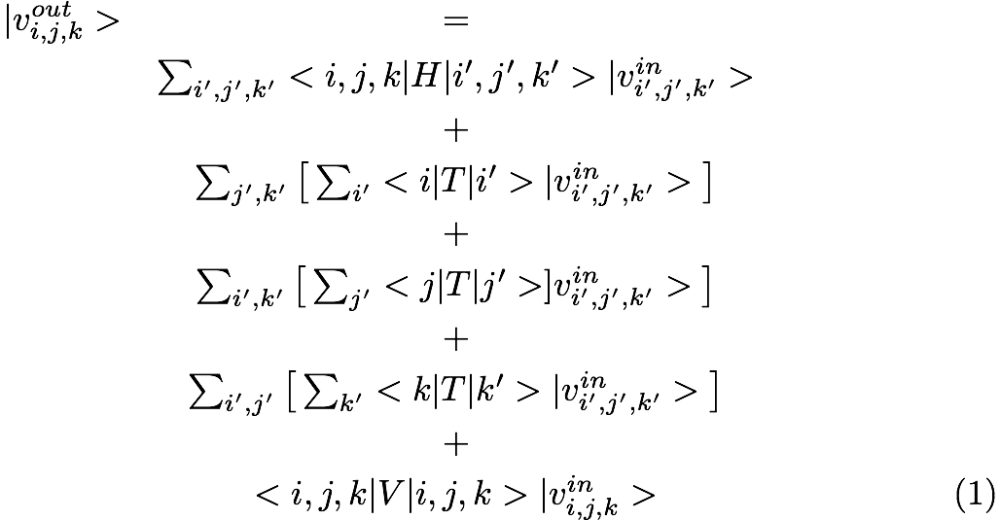 |v^{out}_{i,j,k} > =
∑_{i′,j′,k′} < i, j, k|H|i′, j′, k′ > |v^{in}_{i′,j′,k′} >
+
∑_{j′,k′} [ ∑_{i′} < i|T|i′ > |v^{in}_{i′,j′,k′} > ]
+
∑_{i′,k′} [ ∑_{j′} < j|T|j′ >]v^{in}_{i′,j′,k′} > ]
+
∑_{i′,j′} [ ∑_{k′} < k|T|k′ > |v^{in}_{i′,j′,k′} > ]
+
< i, j, k|V|i, j, k > |v^{in}_{i,j,k} > (1)